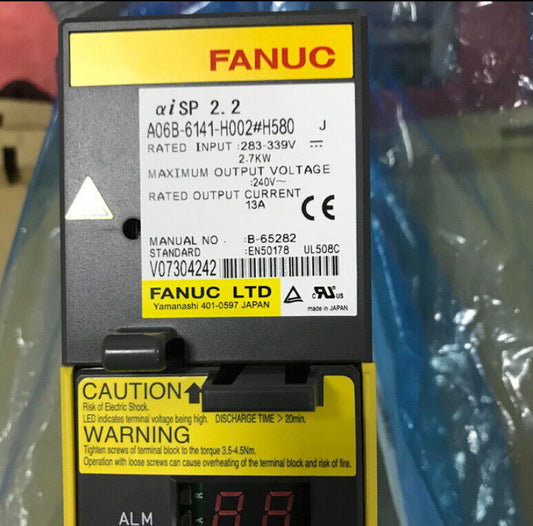 FANUC
αiSP 2.2
A06B-6141-H002#H580 J
RATED INPUT :283-339V
2.7KW
MAXIMUM OUTPUT VOLTAGE
:240V~
RATED OUTPUT CURRENT
13A
CE
MANUAL NO. :B-65282
STANDARD :EN50178 UL508C
V07304242
FANUC LTD
Yamanashi 401-0597 JAPAN
c US
made in JAPAN
CAUTION
Risk of Electric Shock.
LED indicates terminal voltage being high. DISCHARGE TIME > 20min.
WARNING
Tighten screws of terminal block to the torque 3.5-4.5Nm.
Operation with loose screws can cause overheating of the terminal block and risk of fire.
ALM